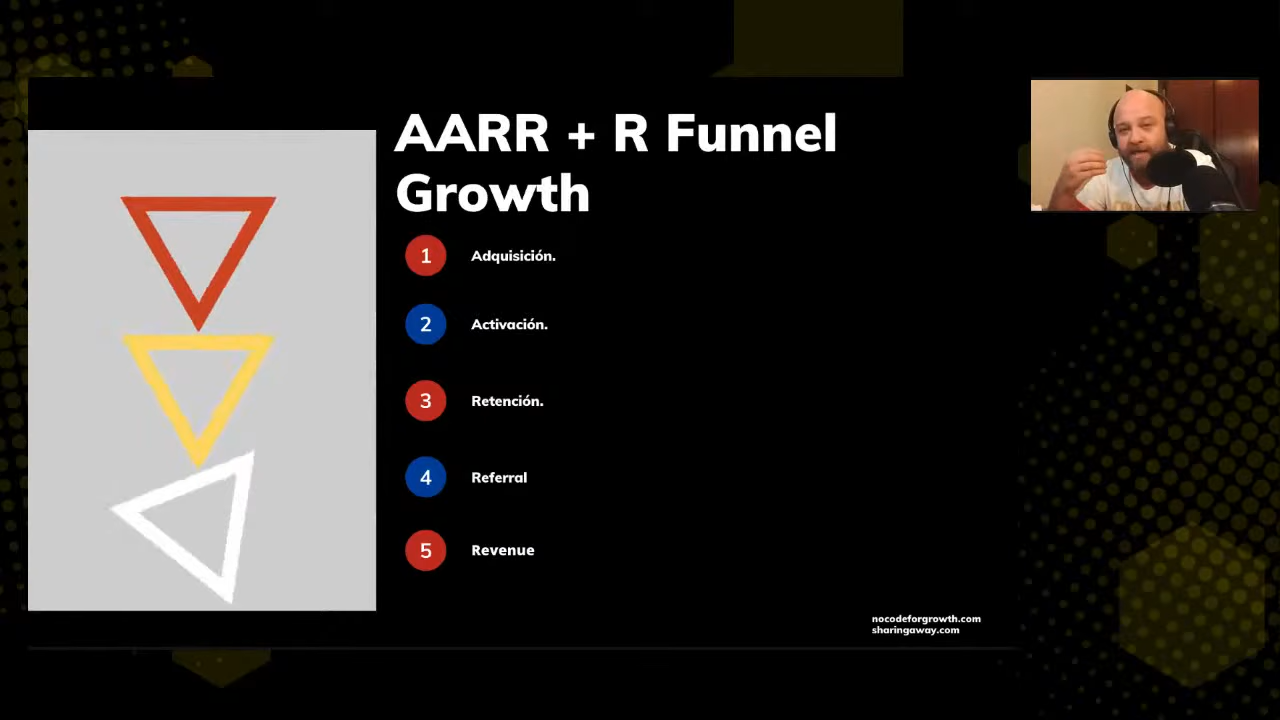 AARR + R Funnel
Growth
1 Adquisición.
2 Activación.
3 Retención.
4 Referral
5 Revenue
nocodeforgrowth.com
sharingaway.com